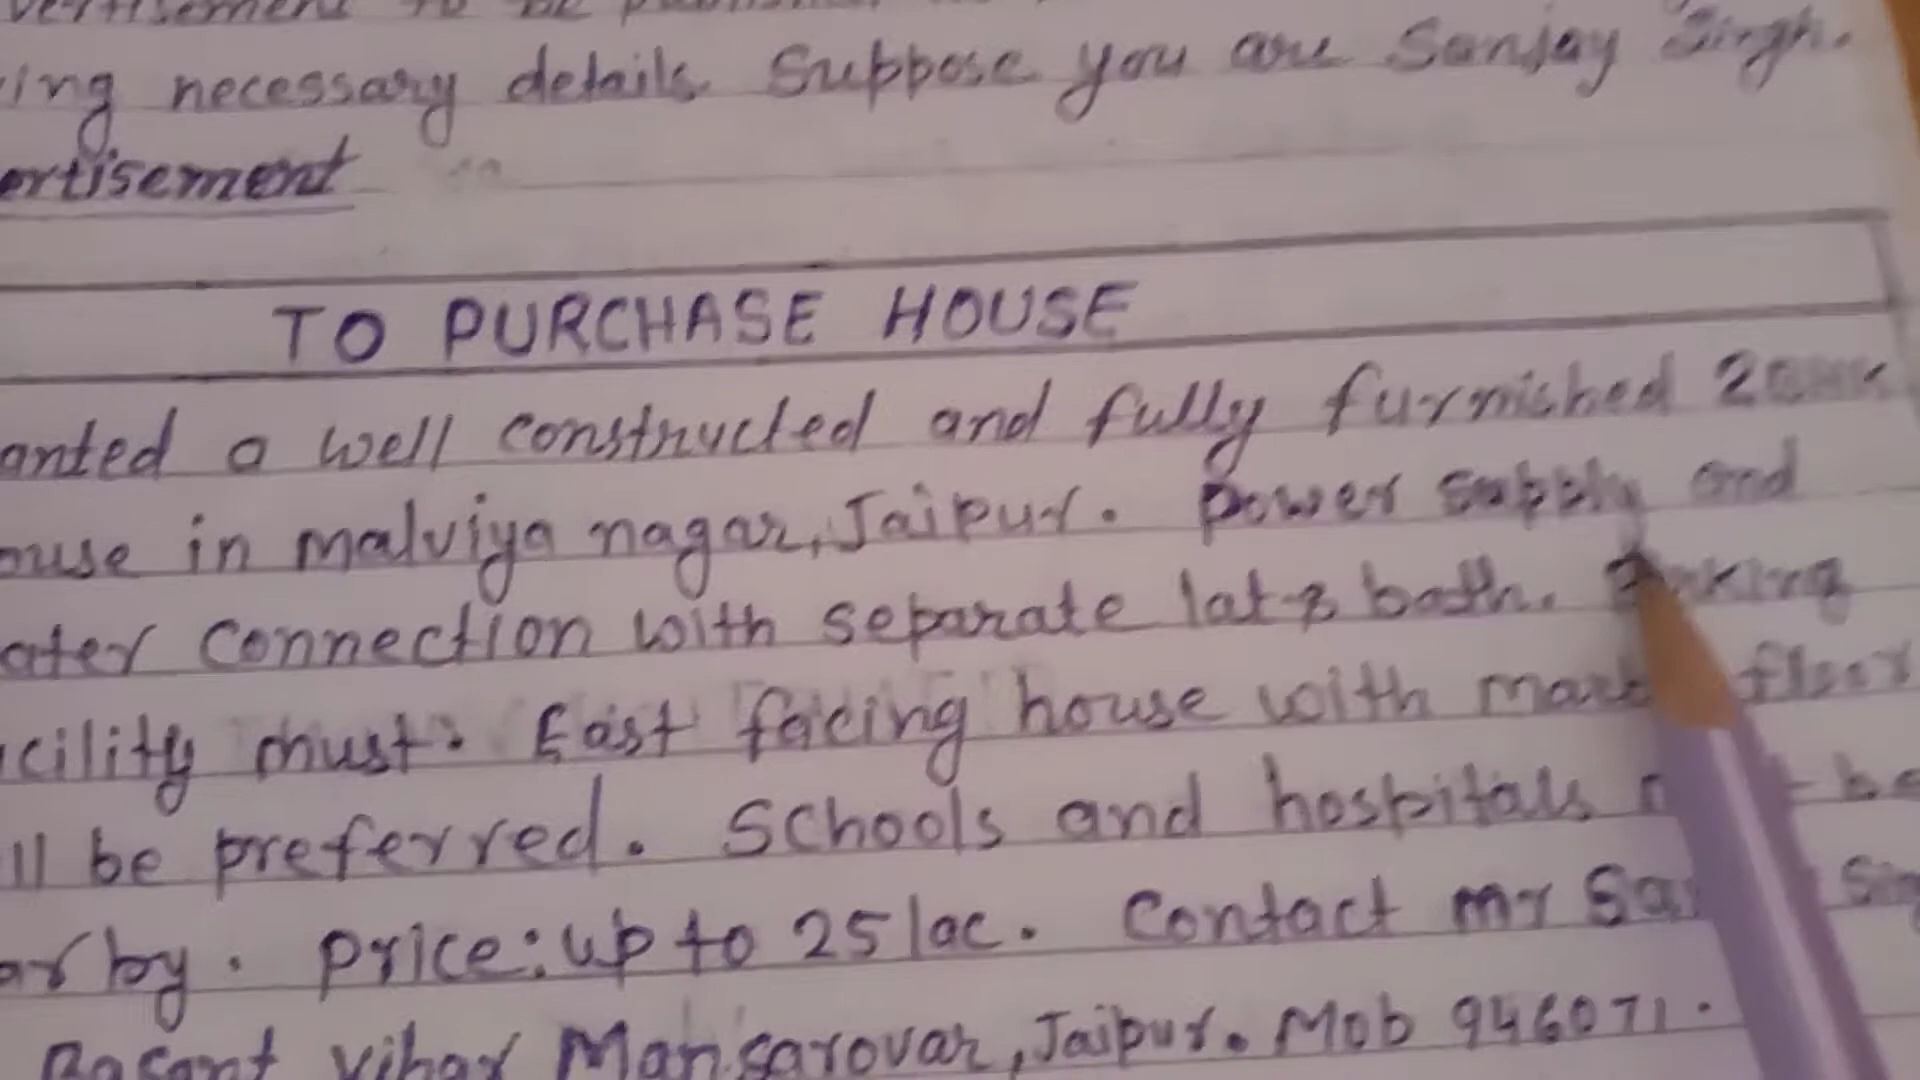 ing necessary details. Suppose you are Sanjay Singh.
ertisement
TO PURCHASE HOUSE
anted a well constructed and fully furnished
ouse in malviya nagar, Jaipur. Power supply and
ater connection with separate lat & bath.
cility must. East facing house with floor
ll be preferred. Schools and hospitals be
ar by. Price: up to 25 lac. Contact mr
Basant Vihar Mansarovar, Jaipur. Mob 946071.